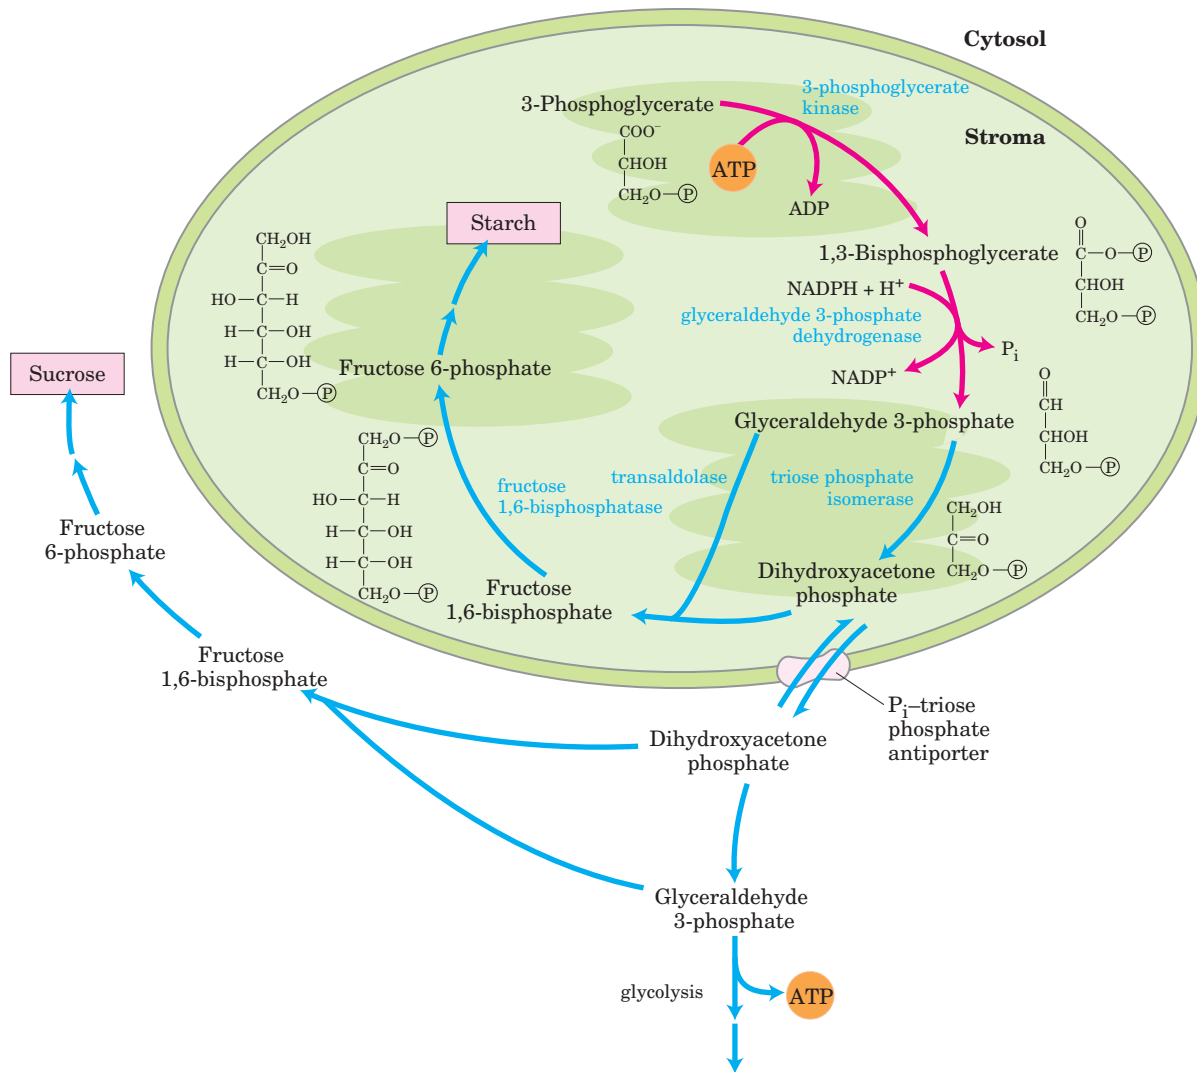 Cytosol
3-phosphoglycerate
kinase
3-Phosphoglycerate
Stroma
COO⁻
CHOH
CH₂O—Ⓟ
ATP
ADP
Starch
1,3-Bisphosphoglycerate
O
C—O—Ⓟ
CHOH
CH₂O—Ⓟ
CH₂OH
C=O
HO—C—H
H—C—OH
H—C—OH
CH₂O—Ⓟ
NADPH + H⁺
glyceraldehyde 3-phosphate
dehydrogenase
Pᵢ
NADP⁺
Sucrose
Fructose 6-phosphate
O
CH
CHOH
CH₂O—Ⓟ
Glyceraldehyde 3-phosphate
CH₂O—Ⓟ
C=O
HO—C—H
H—C—OH
H—C—OH
CH₂O—Ⓟ
fructose
1,6-bisphosphatase
transaldolase
triose phosphate
isomerase
CH₂OH
C=O
CH₂O—Ⓟ
Fructose
6-phosphate
Dihydroxyacetone
phosphate
Fructose
1,6-bisphosphate
Fructose
1,6-bisphosphate
Pᵢ–triose
phosphate
antiporter
Dihydroxyacetone
phosphate
Glyceraldehyde
3-phosphate
glycolysis
ATP